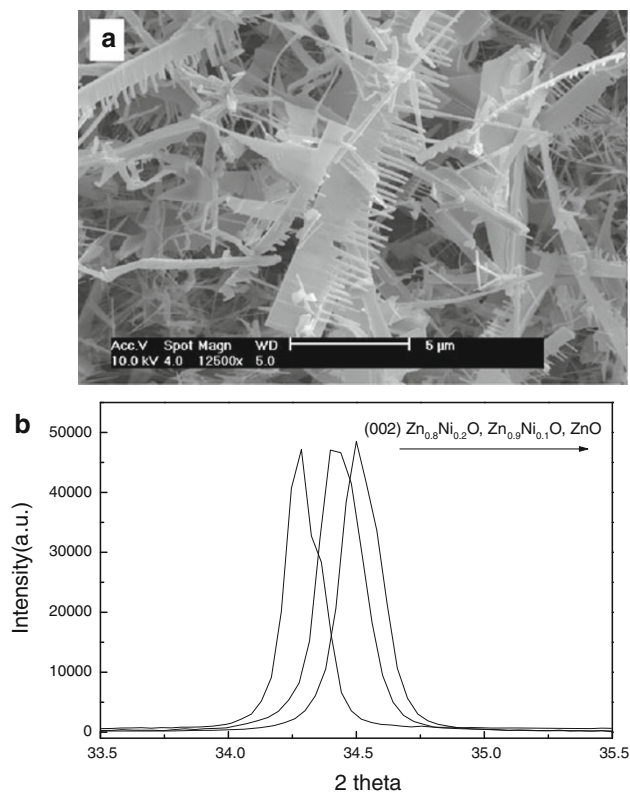 a
Acc.V Spot Magn WD 5 µm
10.0 kV 4.0 12500x 5.0
b
(002) Zn0.8Ni0.2O, Zn0.9Ni0.1O, ZnO
50000
40000
30000
20000
10000
0
Intensity(a.u.)
33.5 34.0 34.5 35.0 35.5
2 theta